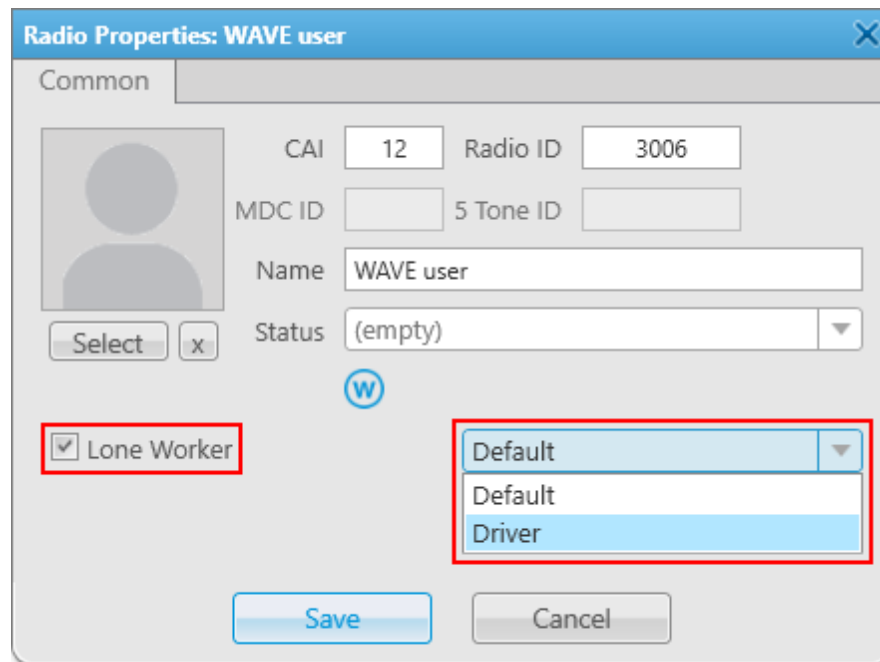 Radio Properties: WAVE user
Common
CAI 12 Radio ID 3006
MDC ID 5 Tone ID
Name WAVE user
Select x Status (empty)
W
Lone Worker Default
Default
Driver
Save Cancel